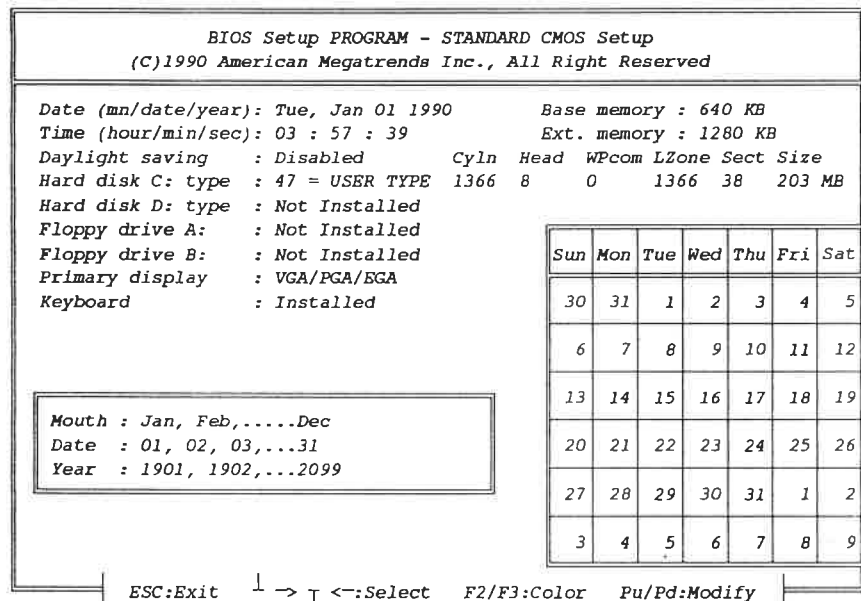 BIOS Setup PROGRAM - STANDARD CMOS Setup
(C)1990 American Megatrends Inc., All Right Reserved
Date (mn/date/year): Tue, Jan 01 1990 Base memory : 640 KB
Time (hour/min/sec): 03 : 57 : 39 Ext. memory : 1280 KB
Daylight saving : Disabled Cyln Head WPcom LZone Sect Size
Hard disk C: type : 47 = USER TYPE 1366 8 0 1366 38 203 MB
Hard disk D: type : Not Installed
Floppy drive A: : Not Installed
Floppy drive B: : Not Installed
Primary display : VGA/PGA/EGA
Keyboard : Installed
Sun Mon Tue Wed Thu Fri Sat
30 31 1 2 3 4 5
6 7 8 9 10 11 12
13 14 15 16 17 18 19
20 21 22 23 24 25 26
27 28 29 30 31 1 2
3 4 5 6 7 8 9
Mouth : Jan, Feb,.....Dec
Date : 01, 02, 03,...31
Year : 1901, 1902,...2099
ESC:Exit ┴ -> ┬ <-:Select F2/F3:Color Pu/Pd:Modify